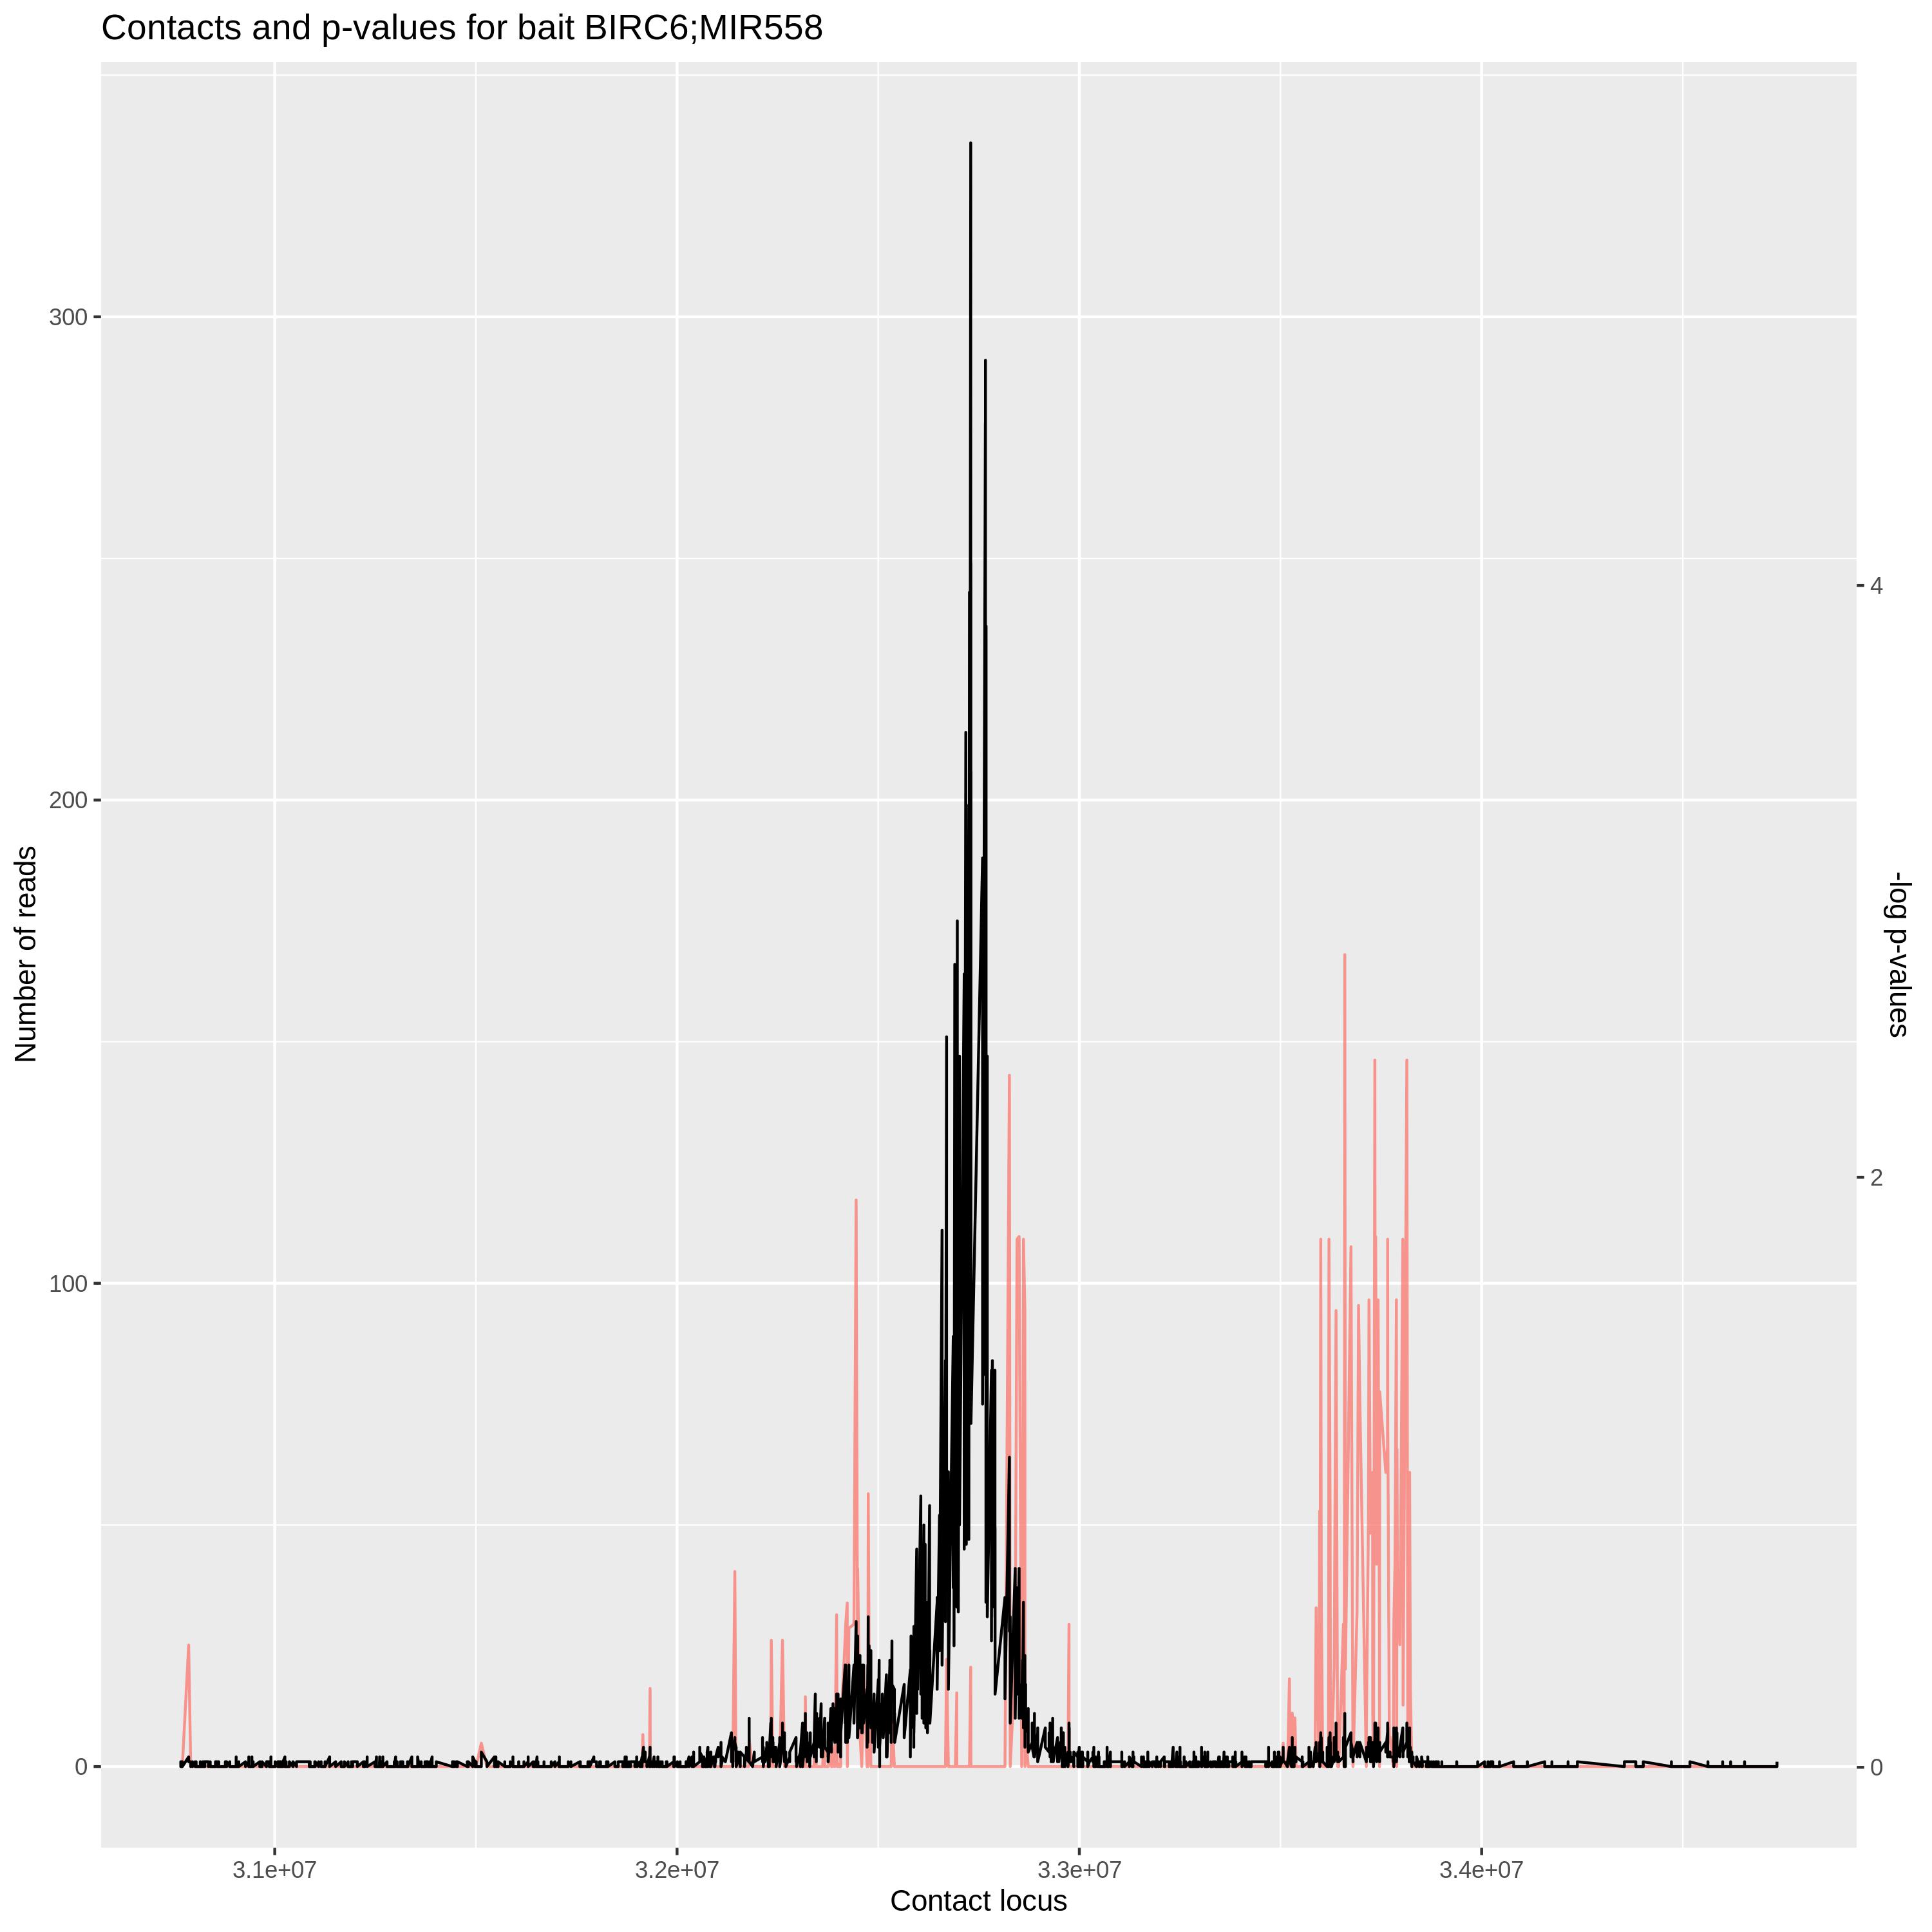 Contacts and p-values for bait BIRC6;MIR558
300
200
100
0
Number of reads
4
2
0
-log p-values
3.1e+07
3.2e+07
3.3e+07
3.4e+07
Contact locus